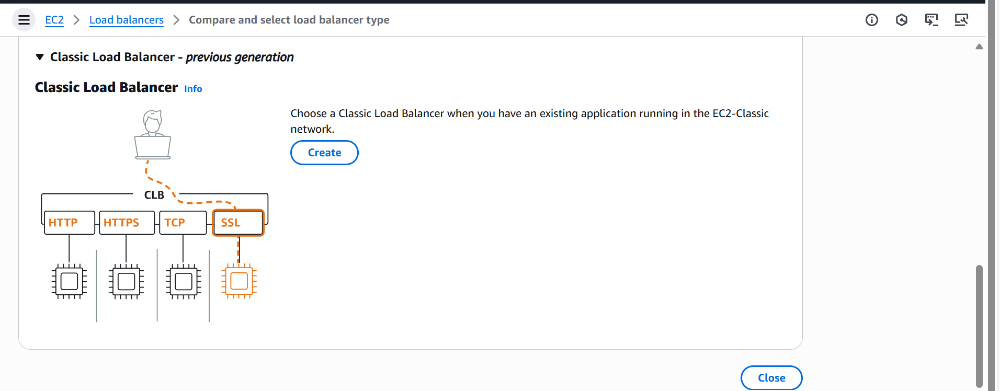 EC2 > Load balancers > Compare and select load balancer type
Classic Load Balancer - previous generation
Classic Load Balancer Info
Choose a Classic Load Balancer when you have an existing application running in the EC2-Classic
network.
Create
CLB
HTTP HTTPS TCP SSL
Close